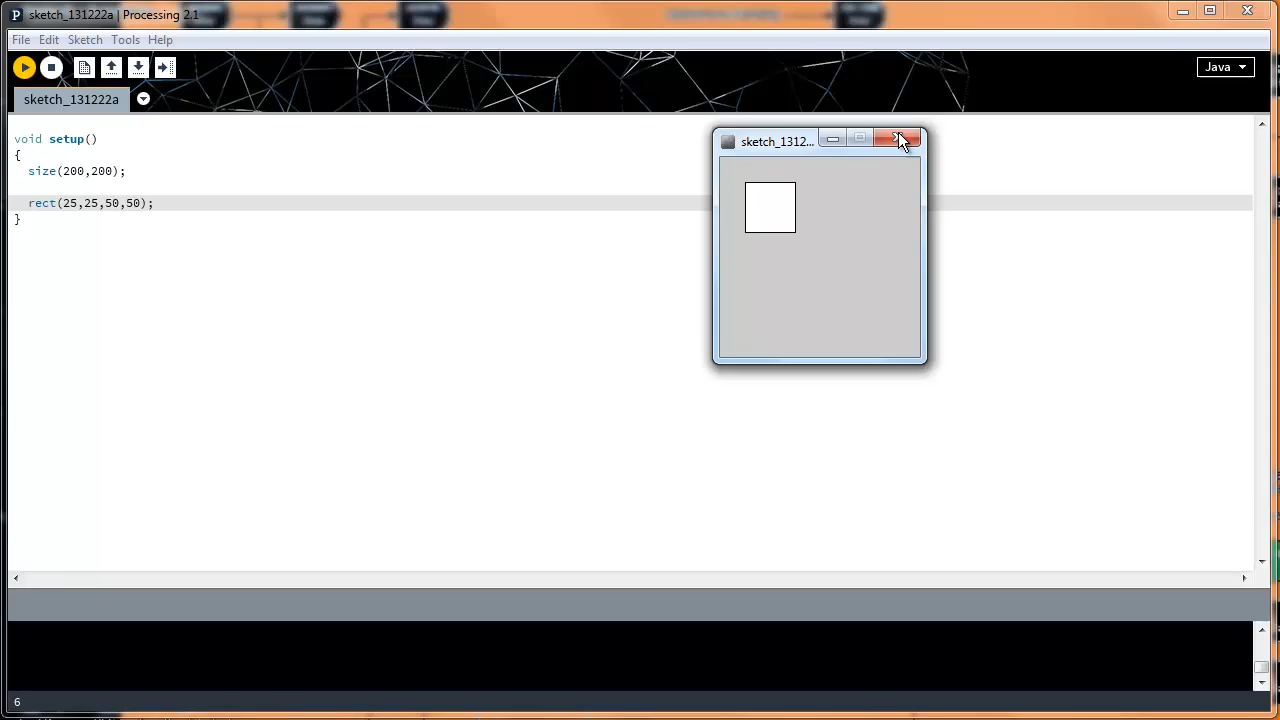 sketch_131222a | Processing 2.1
File Edit Sketch Tools Help
Java
sketch_131222a
void setup()
{
size(200,200);
rect(25,25,50,50);
}
sketch_1312...
6